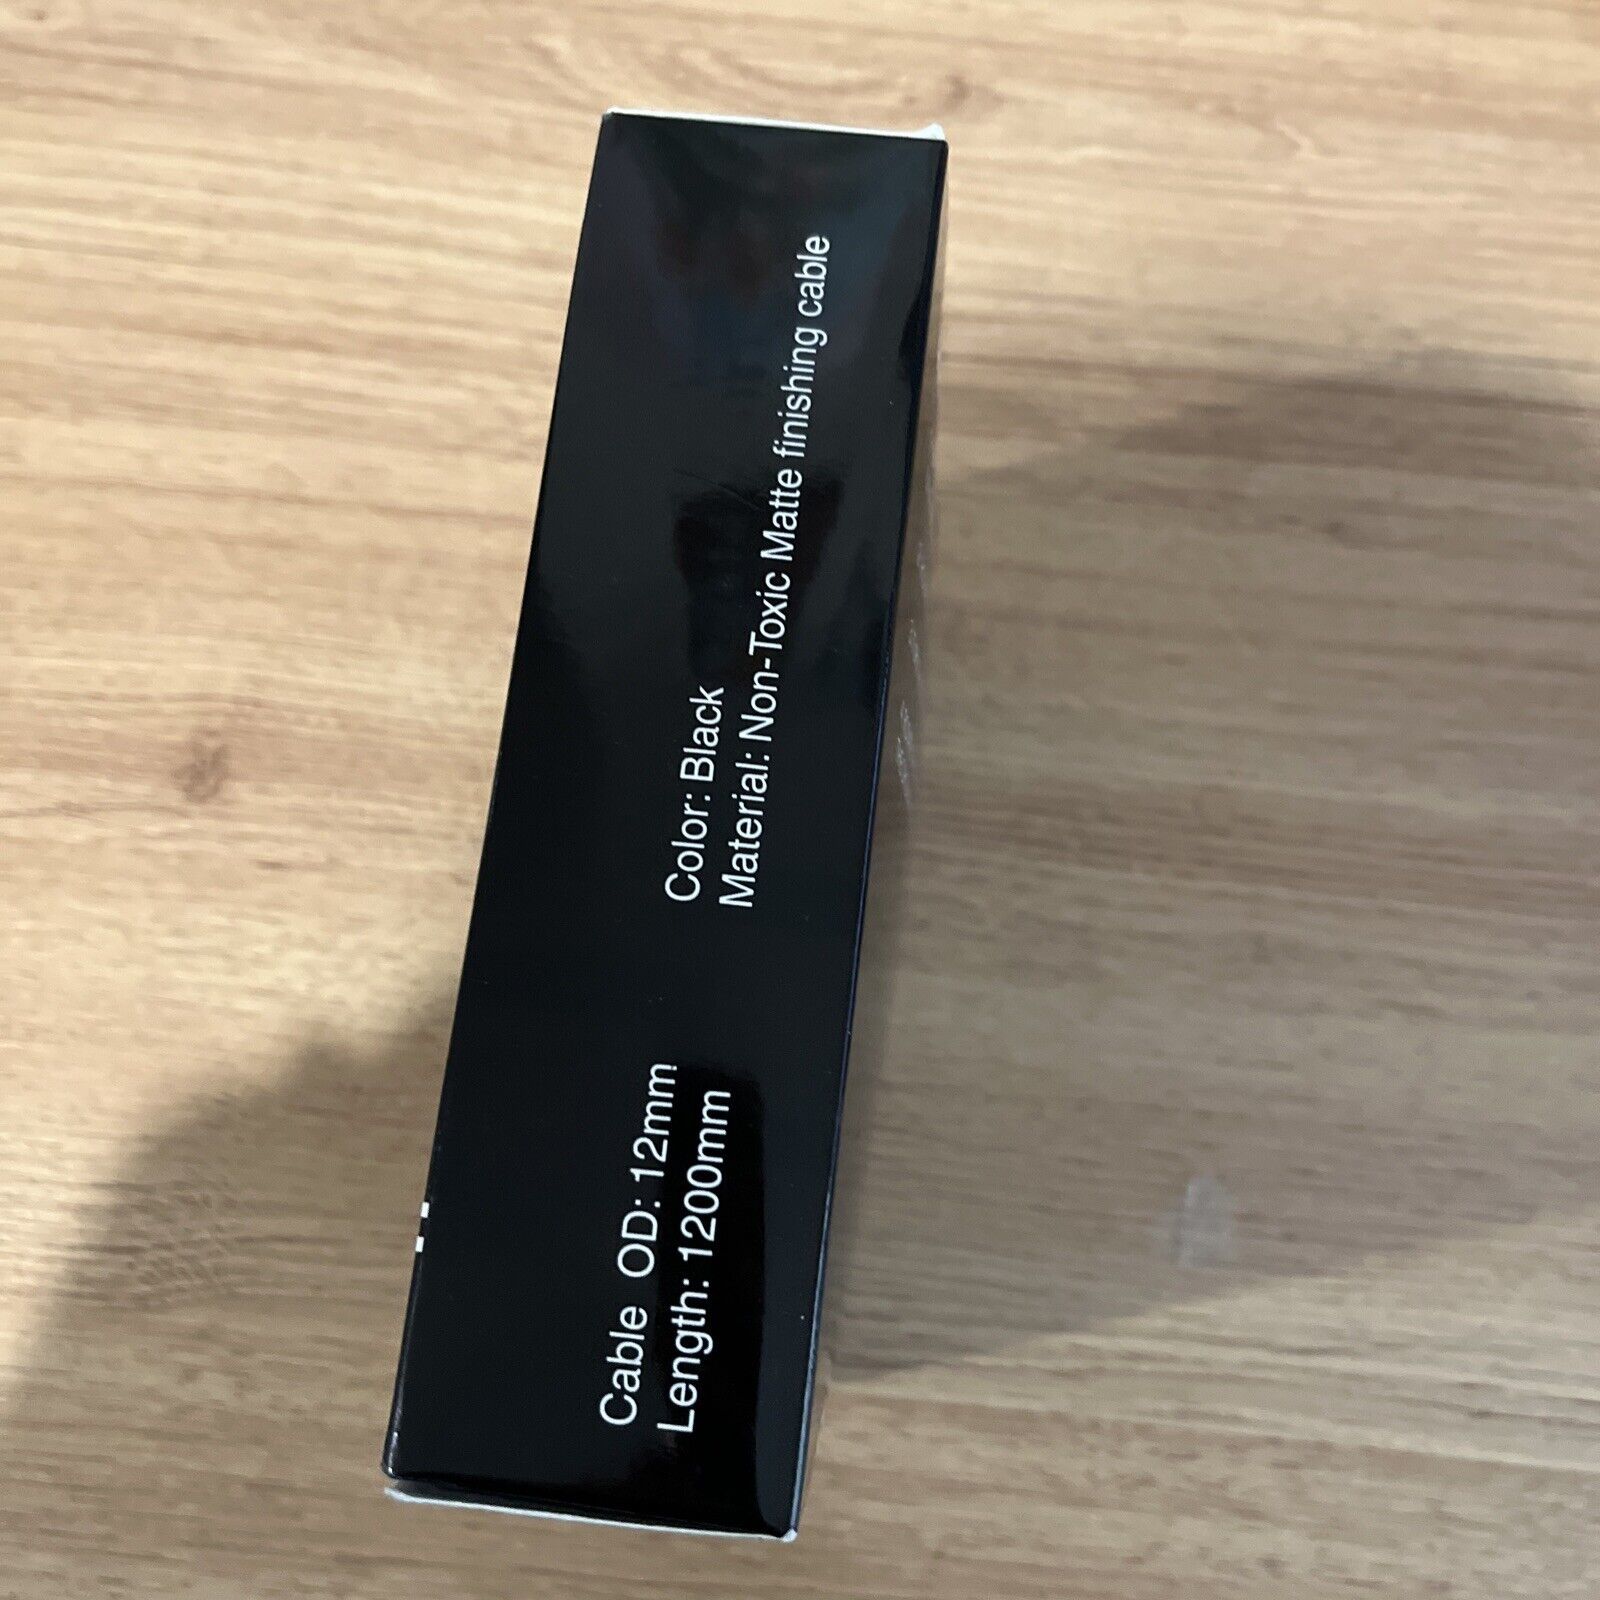 Cable OD: 12mm
Length: 1200mm
Color: Black
Material: Non-Toxic Matte finishing cable